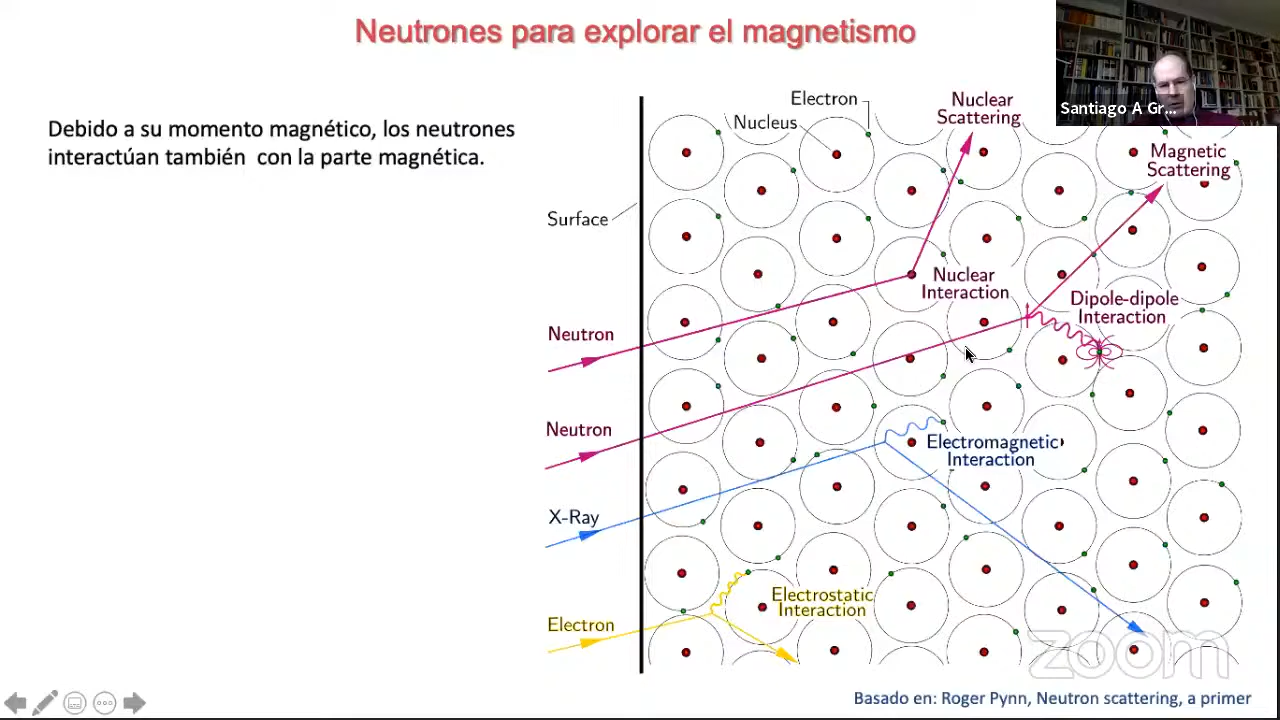 Neutrones para explorar el magnetismo
Santiago A Gr...
Debido a su momento magnético, los neutrones
interactúan también con la parte magnética.
Electron
Nucleus
Nuclear
Scattering
Magnetic
Scattering
Surface
Nuclear
Interaction
Dipole-dipole
Interaction
Neutron
Neutron
Electromagnetic
Interaction
X-Ray
Electrostatic
Interaction
Electron
zoom
Basado en: Roger Pynn, Neutron scattering, a primer